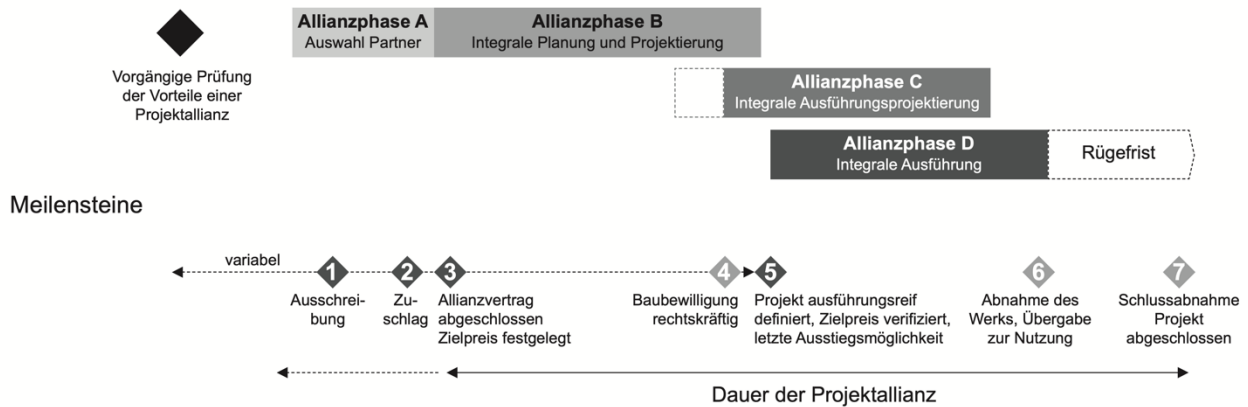 Allianzphase A
Auswahl Partner
Allianzphase B
Integrale Planung und Projektierung
Vorgängige Prüfung
der Vorteile einer
Projektallianz
Allianzphase C
Integrale Ausführungsprojektierung
Allianzphase D
Integrale Ausführung
Rügefrist
Meilensteine
variabel
1
Ausschrei-
bung
2
Zu-
schlag
3
Allianzvertrag
abgeschlossen
Zielpreis festgelegt
4
Baubewilligung
rechtskräftig
5
Projekt ausführungsreif
definiert, Zielpreis verifiziert,
letzte Ausstiegsmöglichkeit
6
Abnahme des
Werks, Übergabe
zur Nutzung
7
Schlussabnahme
Projekt
abgeschlossen
Dauer der Projektallianz